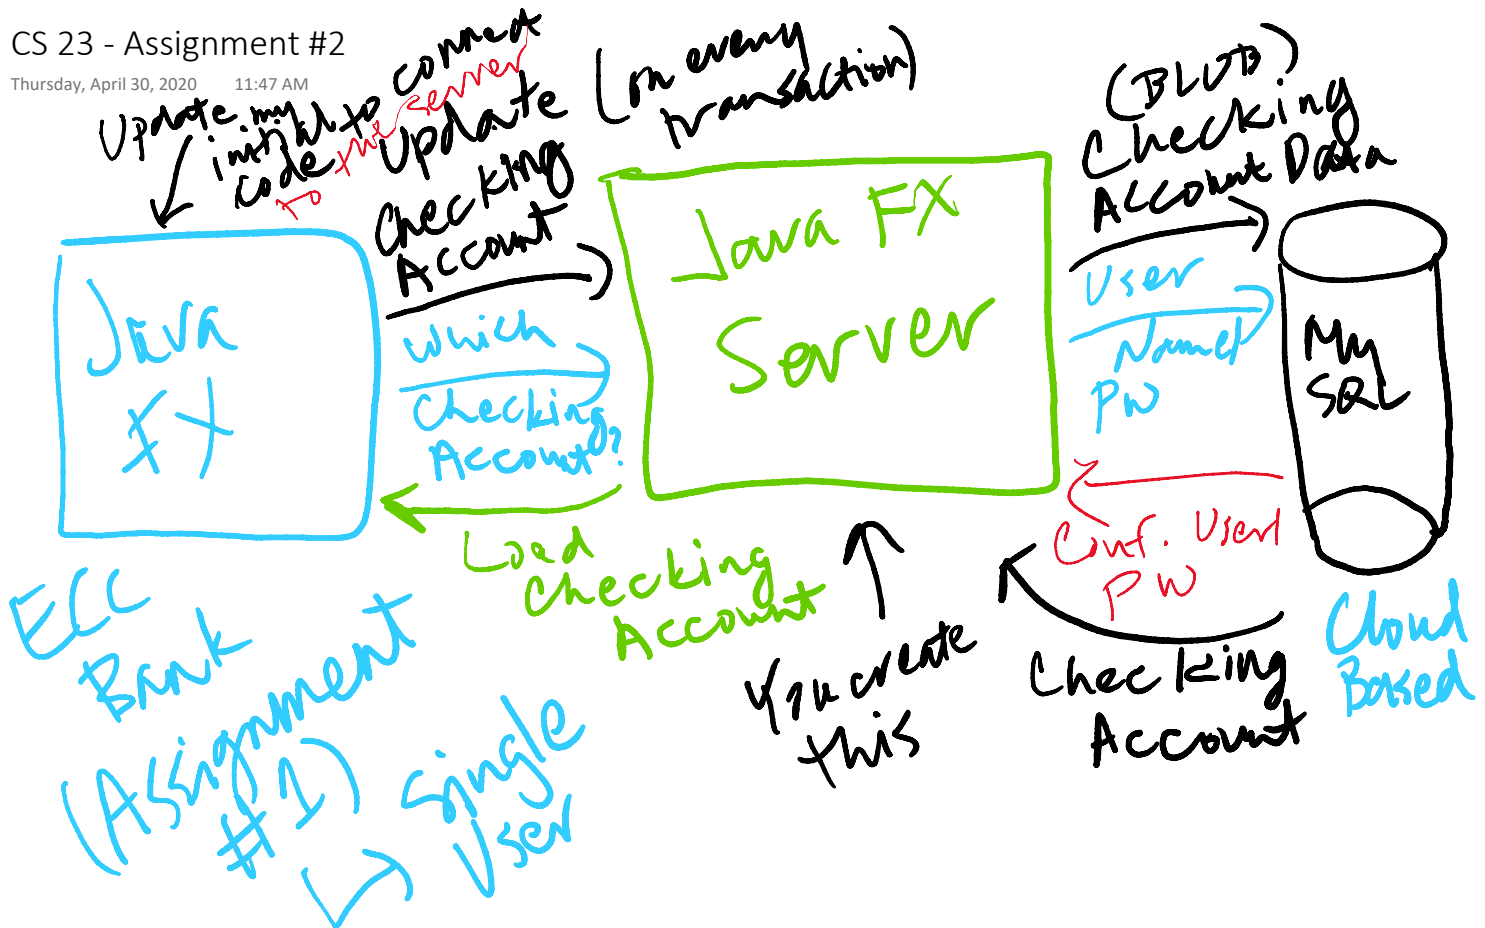 CS 23 - Assignment #2
Thursday, April 30, 2020 11:47 AM
Update my
initial
code
to connect
To the server
Update
Checking
Account
(on every
transaction)
(BLUB)
Checking
Account Data
Java
FX
Which
Checking
Account?
Java FX
Server
User
Name+
PW
My
SQL
Load
Checking
Account
Conf. User
PW
Checking
Account
Cloud
Based
You create
this
ECC
Bank
(Assignment
#1)
Single
User